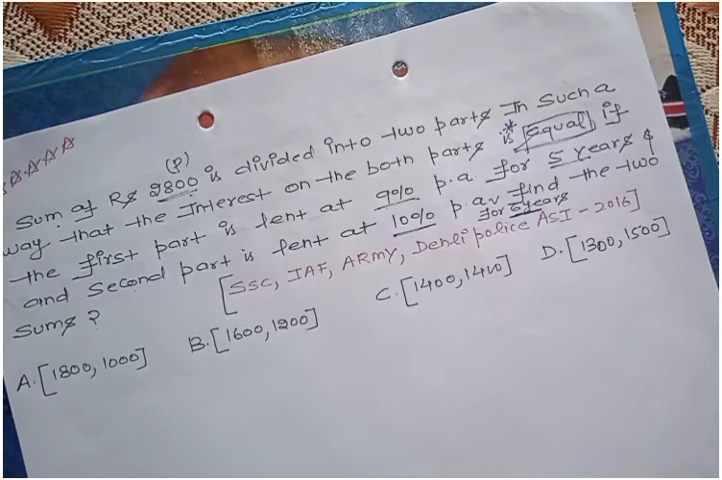 ☆☆☆☆☆
(P)
Sum of Rs 2800 is divided into two parts In Such a
way that the Interest on the both parts is* Equal if
the first part is lent at 9% p.a. for 5 years &
and Second part is lent at 10% p.a, find the two
for 6 years
Sums ?
[SSC, IAF, ARMY, Dehli police ASI - 2016]
A.[1800, 1000] B.[1600, 1200] C.[1400, 1400] D.[1300, 1500]